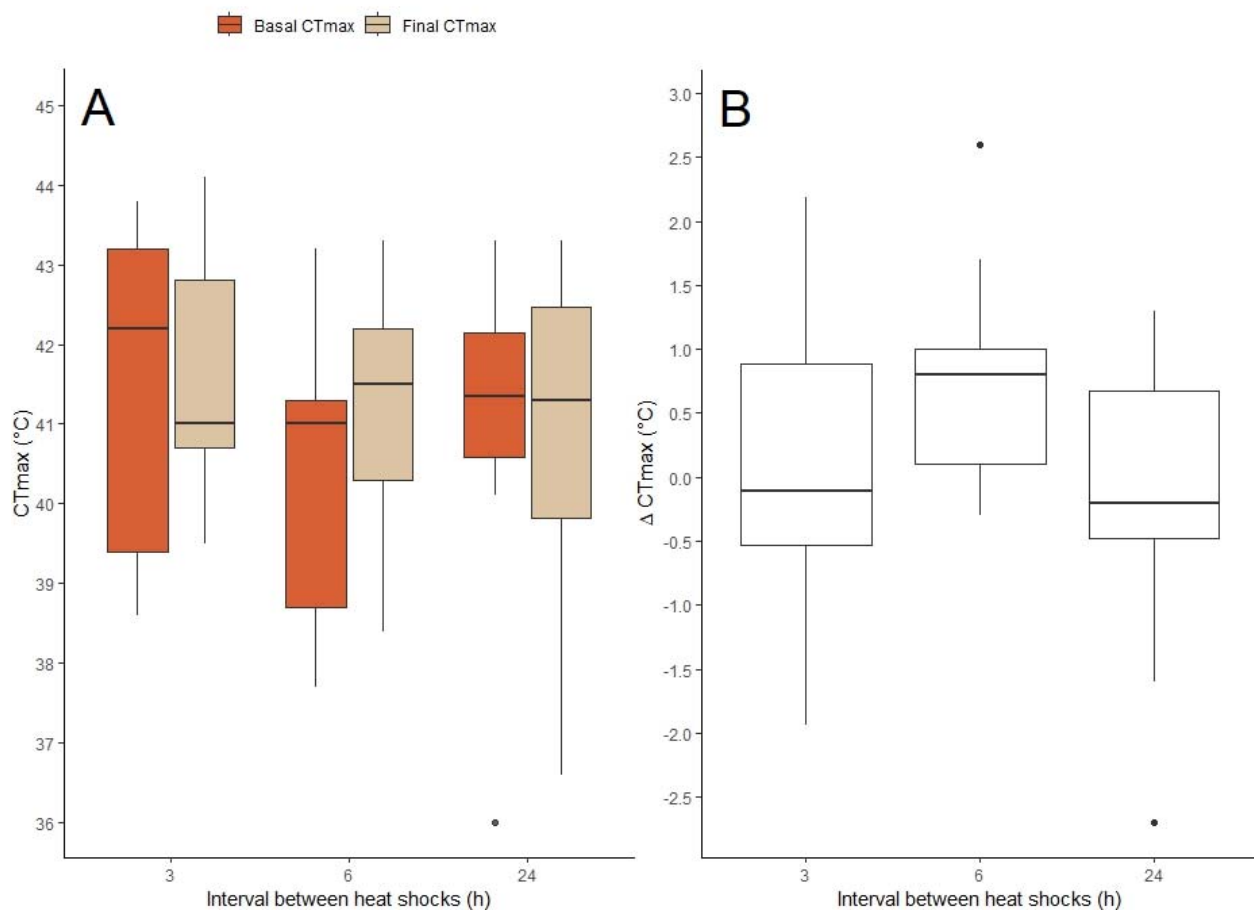 Basal CTmax Final CTmax
A
45
44
43
42
41
40
39
38
37
36
CTmax (°C)
3 6 24
Interval between heat shocks (h)
B
3.0
2.5
2.0
1.5
1.0
0.5
0.0
-0.5
-1.0
-1.5
-2.0
-2.5
Δ CTmax (°C)
3 6 24
Interval between heat shocks (h)